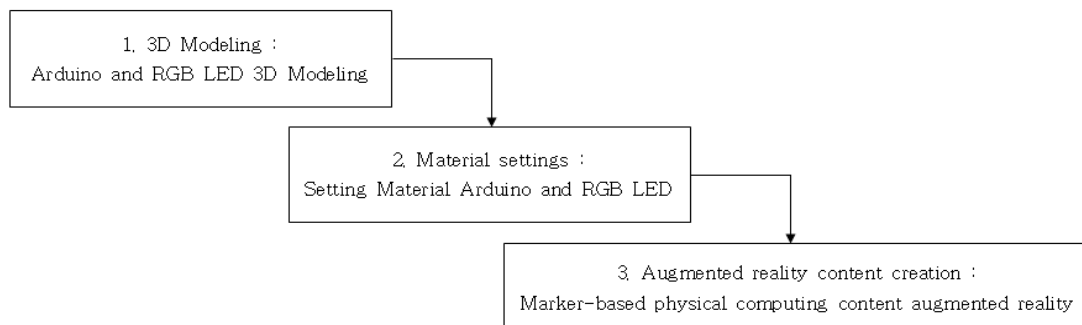 1. 3D Modeling :
Arduino and RGB LED 3D Modeling
2. Material settings :
Setting Material Arduino and RGB LED
3. Augmented reality content creation :
Marker-based physical computing content augmented reality